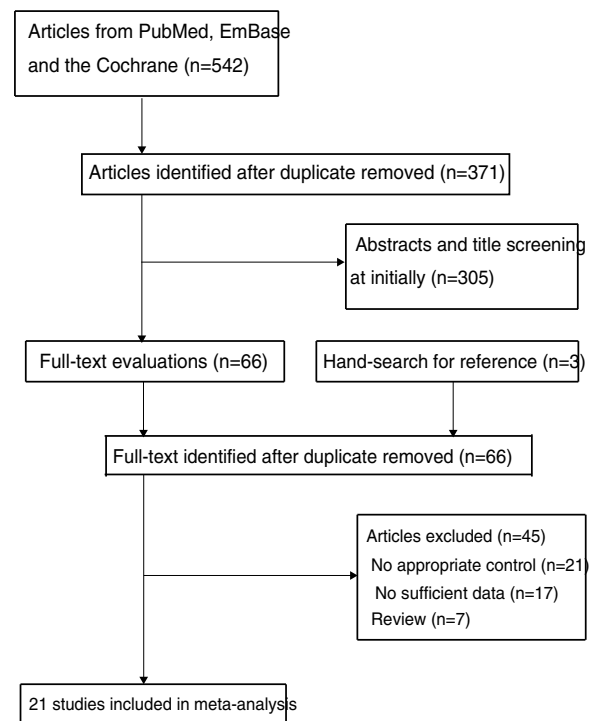 Articles from PubMed, EmBase
and the Cochrane (n=542)
Articles identified after duplicate removed (n=371)
Abstracts and title screening
at initially (n=305)
Full-text evaluations (n=66)
Hand-search for reference (n=3)
Full-text identified after duplicate removed (n=66)
Articles excluded (n=45)
No appropriate control (n=21)
No sufficient data (n=17)
Review (n=7)
21 studies included in meta-analysis